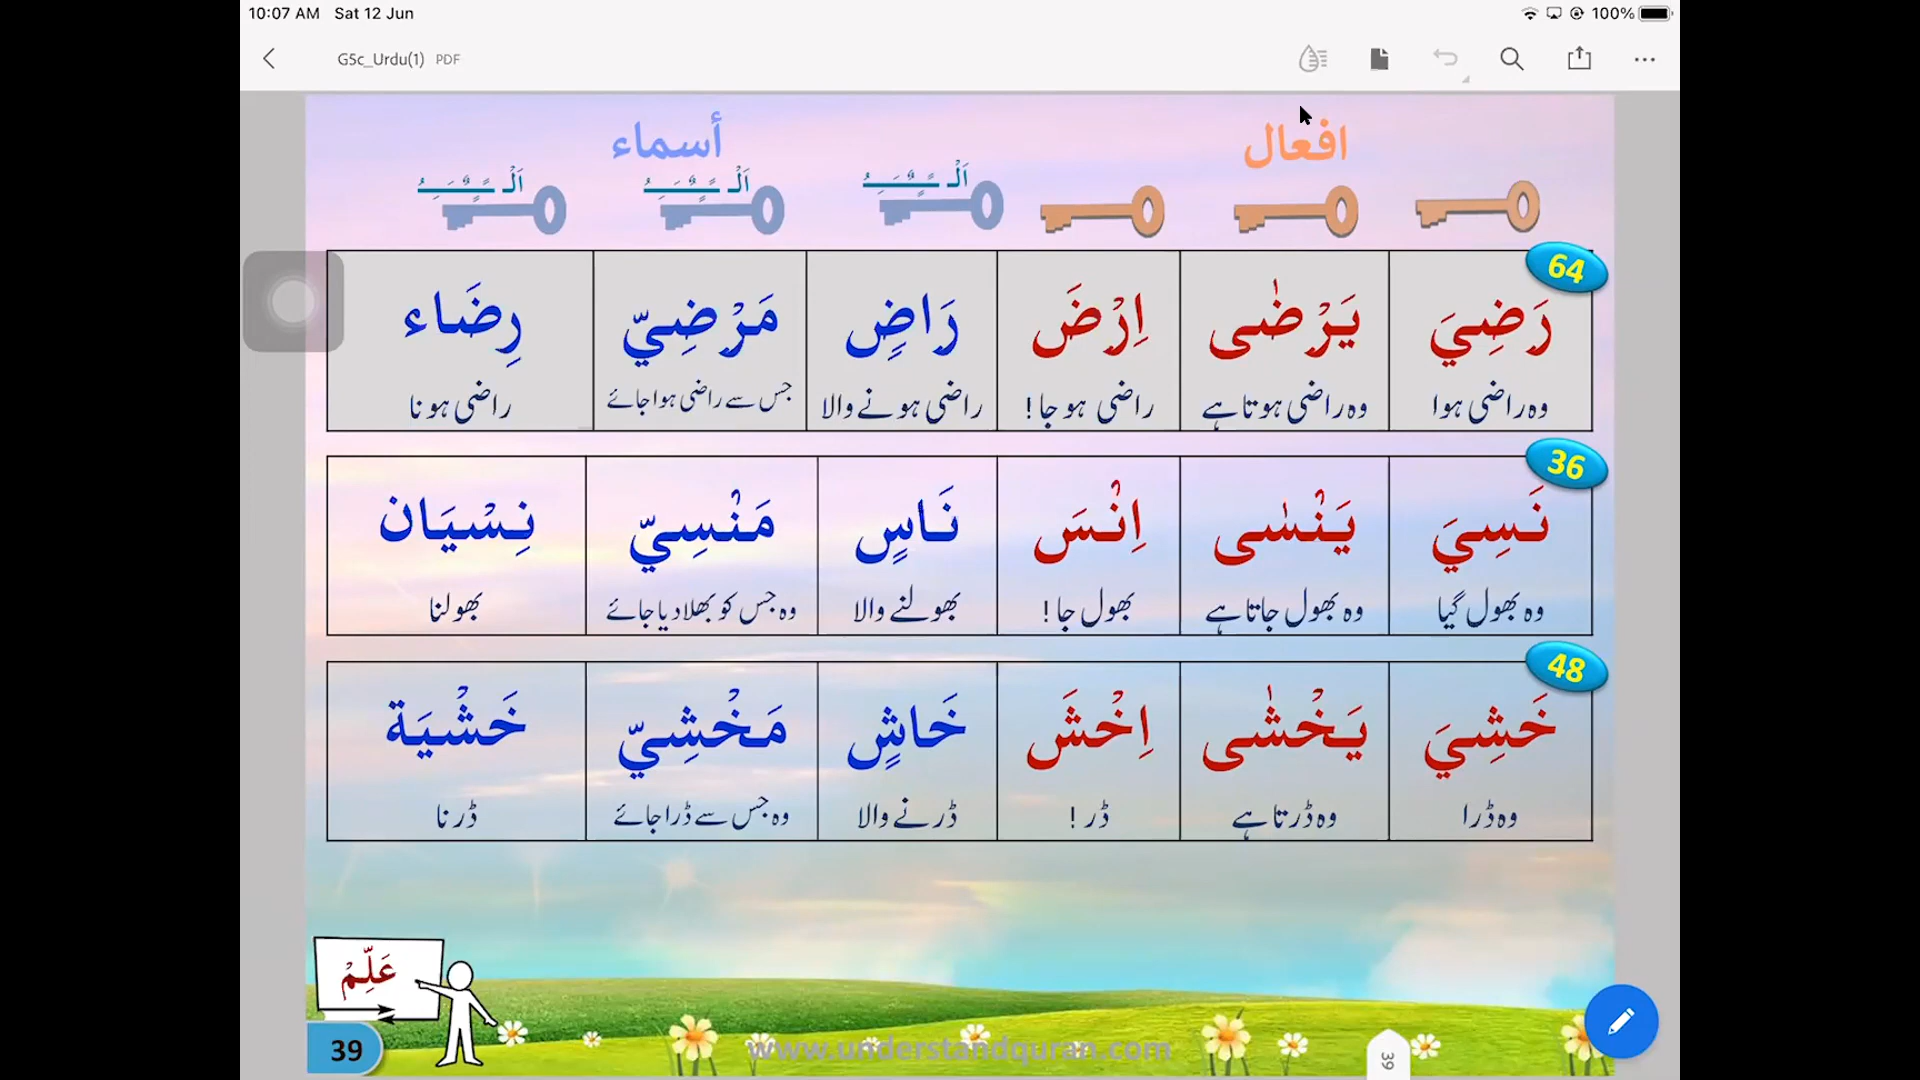 10:07 AM Sat 12 Jun 100%
G5c_Urdu(1) PDF
افعال أسماء
اَلْـ ـَـًـٌـٍـِـُ اَلْـ ـَـًـٌـٍـِـُ اَلْـ ـَـًـٌـٍـِـُ
64
رَضِيَ يَرْضٰى اِرْضَ رَاضٍ مَرْضِيّ رِضَاء
وہ راضی ہوا وہ راضی ہوتا ہے راضی ہو جا! راضی ہونے والا جس سے راضی ہوا جائے راضی ہونا
36
نَسِيَ يَنْسٰى اِنْسَ نَاسٍ مَنْسِيّ نِسْيَان
وہ بھول گیا وہ بھول جاتا ہے بھول جا! بھولنے والا وہ جس کو بھلا دیا جائے بھولنا
48
خَشِيَ يَخْشٰى اِخْشَ خَاشٍ مَخْشِيّ خَشْيَة
وہ ڈرا وہ ڈرتا ہے ڈر! ڈرنے والا وہ جس سے ڈرا جائے ڈرنا
عَلِّمْ
39
www.understandquran.com
39